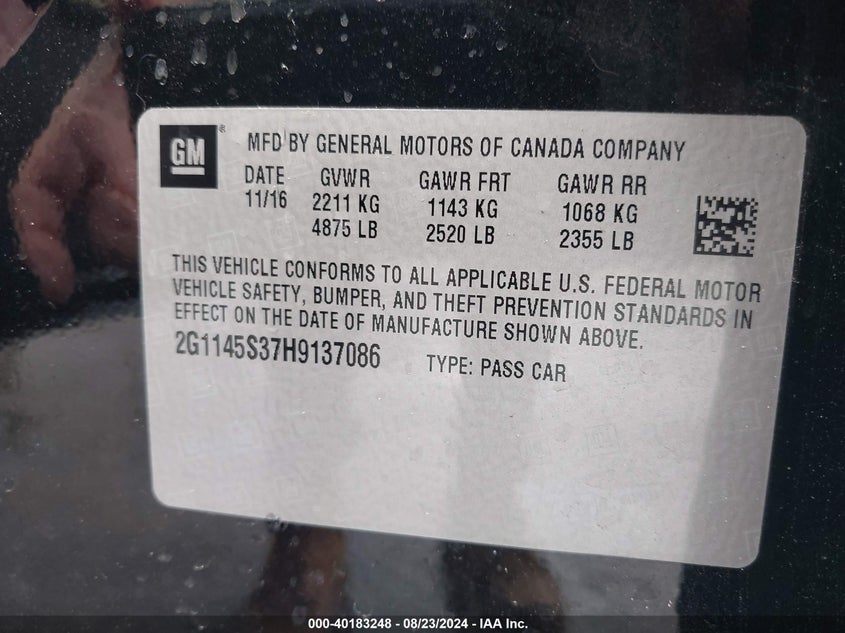 GM®
MFD BY GENERAL MOTORS OF CANADA COMPANY
DATE GVWR GAWR FRT GAWR RR
11/16 2211 KG 1143 KG 1068 KG
4875 LB 2520 LB 2355 LB
THIS VEHICLE CONFORMS TO ALL APPLICABLE U.S. FEDERAL MOTOR
VEHICLE SAFETY, BUMPER, AND THEFT PREVENTION STANDARDS IN
EFFECT ON THE DATE OF MANUFACTURE SHOWN ABOVE.
2G1145S37H9137086 TYPE: PASS CAR
000-40183248 - 08/23/2024 - IAA Inc.